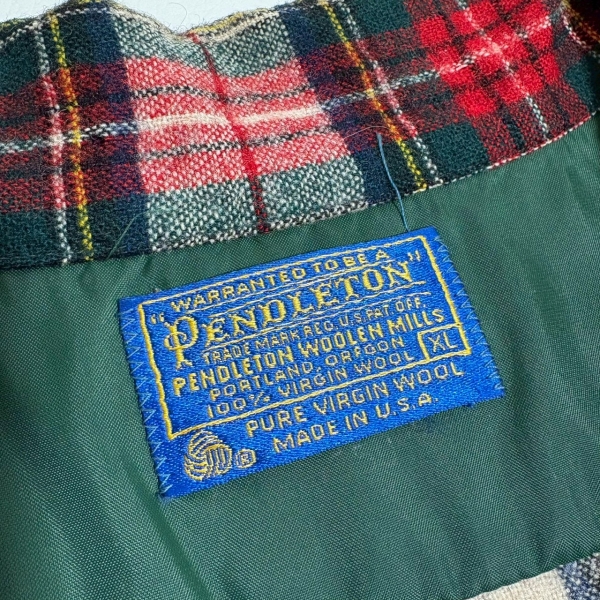 WARRANTED TO BE A
"PENDLETON"
TRADE MARK REG. U.S. PAT. OFF.
PENDLETON WOOLEN MILLS
PORTLAND, OREGON
100% VIRGIN WOOL XL
PURE VIRGIN WOOL
® MADE IN U.S.A.